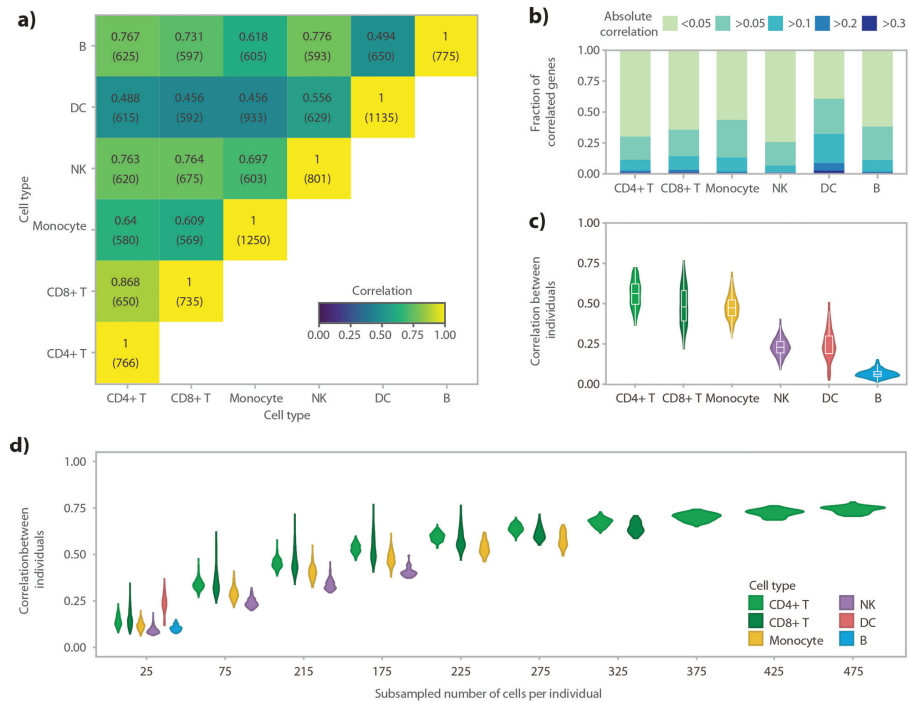 a)
B
0.767 0.731 0.618 0.776 0.494 1
(625) (597) (605) (593) (650) (775)
DC
0.488 0.456 0.456 0.556 1
(615) (592) (933) (629) (1135)
NK
0.763 0.764 0.697 1
(620) (675) (603) (801)
Monocyte
0.64 0.609 1
(580) (569) (1250)
CD8+ T
0.868 1
(650) (735)
CD4+ T
1
(766)
Cell type
Correlation
0.00 0.25 0.50 0.75 1.00
CD4+ T CD8+ T Monocyte NK DC B
Cell type
b)
Absolute
correlation
<0.05 >0.05 >0.1 >0.2 >0.3
Fraction of
correlated genes
1.00
0.75
0.50
0.25
0.00
CD4+ T CD8+ T Monocyte NK DC B
c)
Correlation between
individuals
1.00
0.75
0.50
0.25
0.00
CD4+ T CD8+ T Monocyte NK DC B
d)
Correlationbetween
individuals
1.00
0.75
0.50
0.25
0.00
Cell type
CD4+ T NK
CD8+ T DC
Monocyte B
25 75 215 175 225 275 325 425 475
Subsampled number of cells per individual